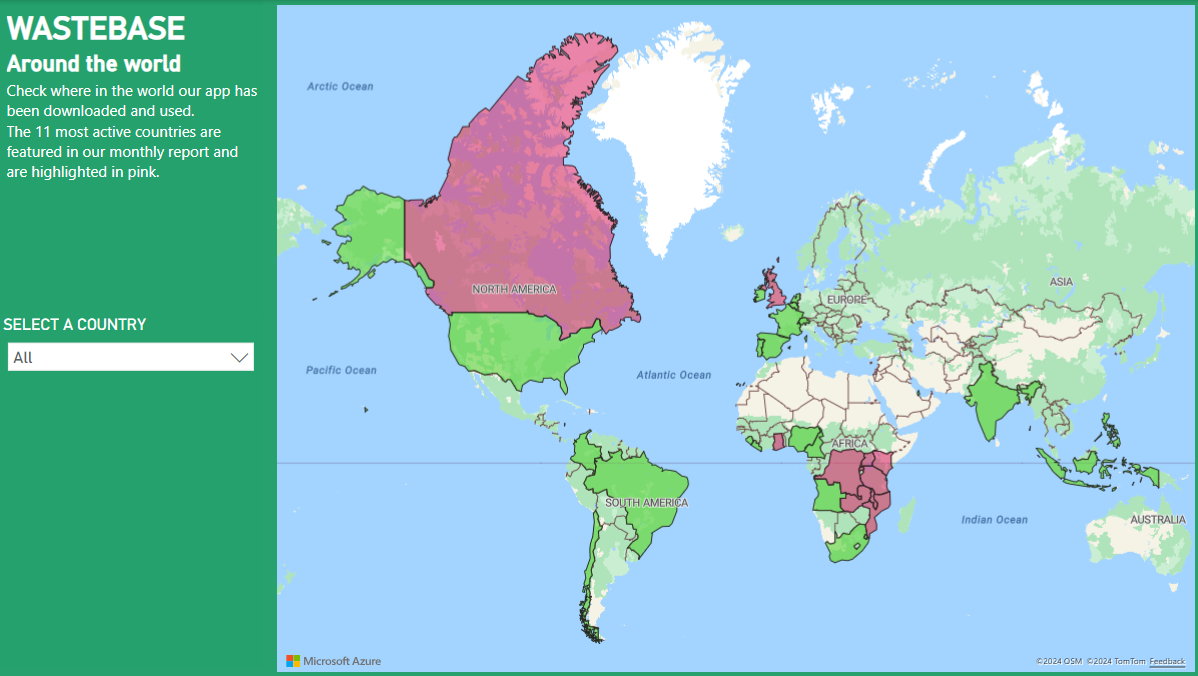 WASTEBASE
Around the world
Check where in the world our app has
been downloaded and used.
The 11 most active countries are
featured in our monthly report and
are highlighted in pink.
SELECT A COUNTRY
All
Arctic Ocean
NORTH AMERICA
EUROPE
ASIA
Pacific Ocean
Atlantic Ocean
AFRICA
SOUTH AMERICA
Indian Ocean
AUSTRALIA
Microsoft Azure
©2024 OSM ©2024 TomTom Feedback